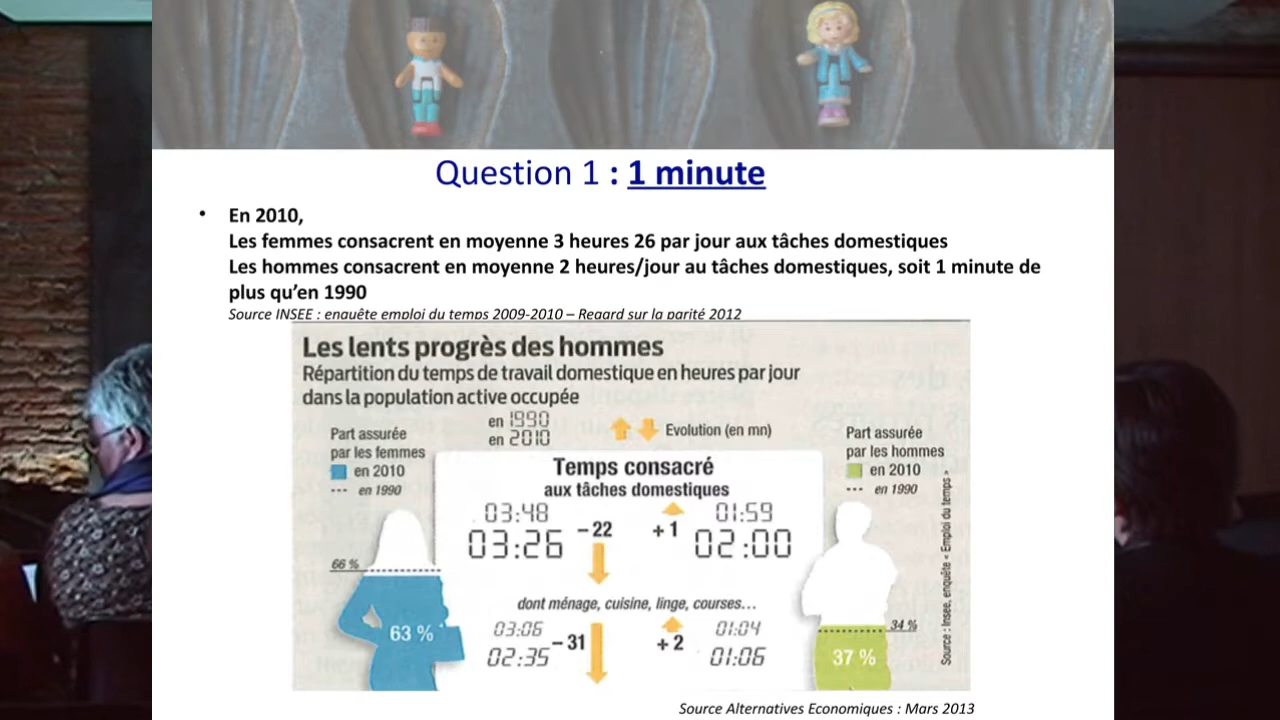 Question 1 : 1 minute
• En 2010,
Les femmes consacrent en moyenne 3 heures 26 par jour aux tâches domestiques
Les hommes consacrent en moyenne 2 heures/jour au tâches domestiques, soit 1 minute de
plus qu'en 1990
Source INSEE : enquête emploi du temps 2009-2010 – Regard sur la parité 2012
Les lents progrès des hommes
Répartition du temps de travail domestique en heures par jour
dans la population active occupée
en 1990
en 2010
Evolution (en mn)
Part assurée
par les femmes
en 2010
--- en 1990
Part assurée
par les hommes
en 2010
--- en 1990
Temps consacré
aux tâches domestiques
03:48
03:26
-22
+1
01:59
02:00
66 %
63 %
dont ménage, cuisine, linge, courses...
03:06
02:35
-31
+2
01:04
01:06
34 %
37 %
Source : Insee, enquête « Emploi du temps »
Source Alternatives Economiques : Mars 2013